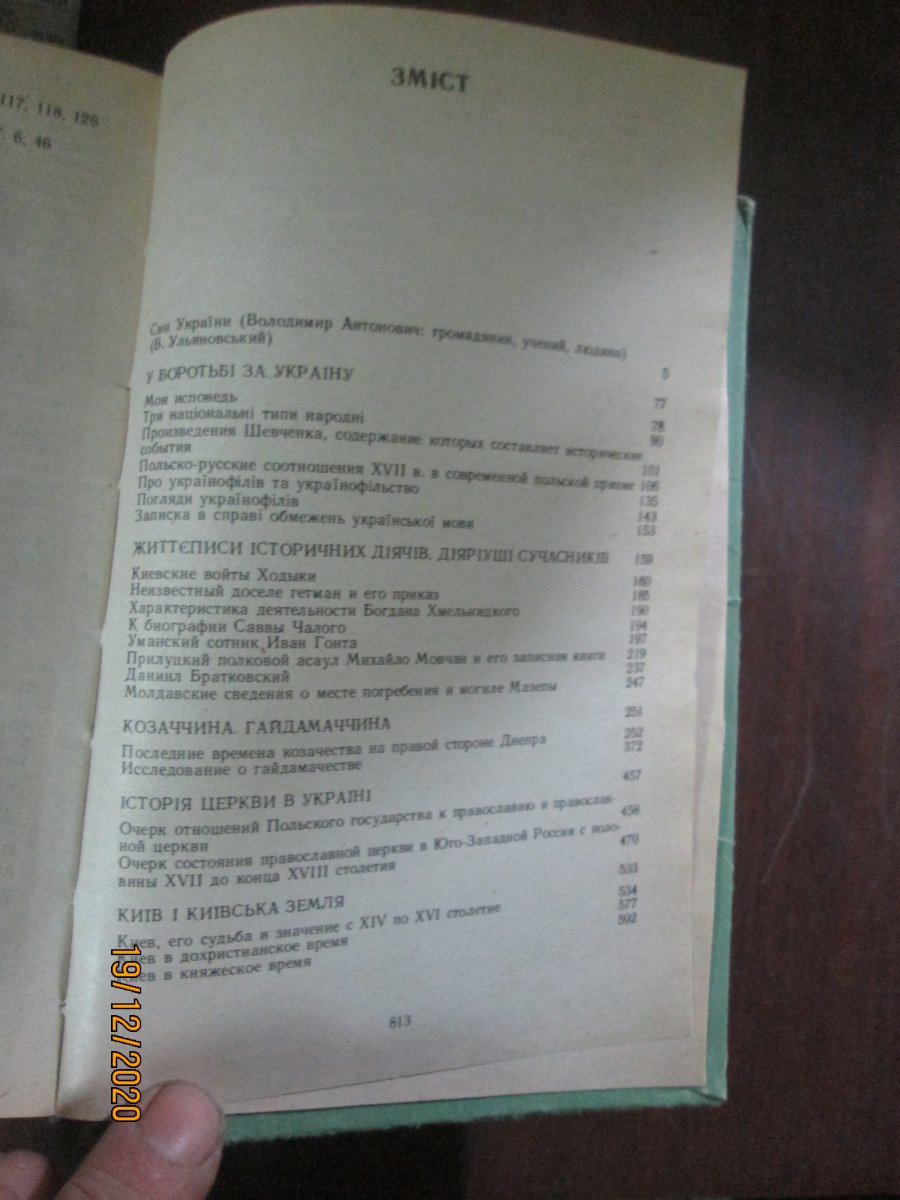 117, 118, 126
6, 46
ЗМІСТ
Син України (Володимир Антонович: громадянин, учений, людина)
(В. Ульяновський) 5
У БОРОТЬБІ ЗА УКРАЇНУ 77
Моя исповедь 78
Три національні типи народні 90
Произведения Шевченка, содержание которых составляет исторические
события 101
Польско-русские соотношения XVII в. в современной польской призме 106
Про українофілів та українофільство 135
Погляди українофілів 143
Записка в справі обмежень української мови 153
ЖИТТЄПИСИ ІСТОРИЧНИХ ДІЯЧІВ, ДІЯРІУШІ СУЧАСНИКІВ 159
Киевские войты Ходыки 160
Неизвестный доселе гетман и его приказ 185
Характеристика деятельности Богдана Хмельницкого 190
К биографии Саввы Чалого 194
Уманский сотник Иван Гонта 197
Прилуцкий полковой асаул Михайло Мовчан и его записная книга 219
Даниил Братковский 237
Молдавские сведения о месте погребения и могиле Мазепы 247
КОЗАЧЧИНА. ГАЙДАМАЧЧИНА 251
Последние времена козачества на правой стороне Днепра 252
Исследование о гайдамачестве 372
ІСТОРІЯ ЦЕРКВИ В УКРАЇНІ 457
Очерк отношений Польского государства к православию и православ-
ной церкви 458
Очерк состояния православной церкви в Юго-Западной России с поло-
вины XVII до конца XVIII столетия 470
КИЇВ І КИЇВСЬКА ЗЕМЛЯ 533
Киев, его судьба и значение с XIV по XVI столетие 534
Киев в дохристианское время 577
Киев в княжеское время 592
813
19/12/2020